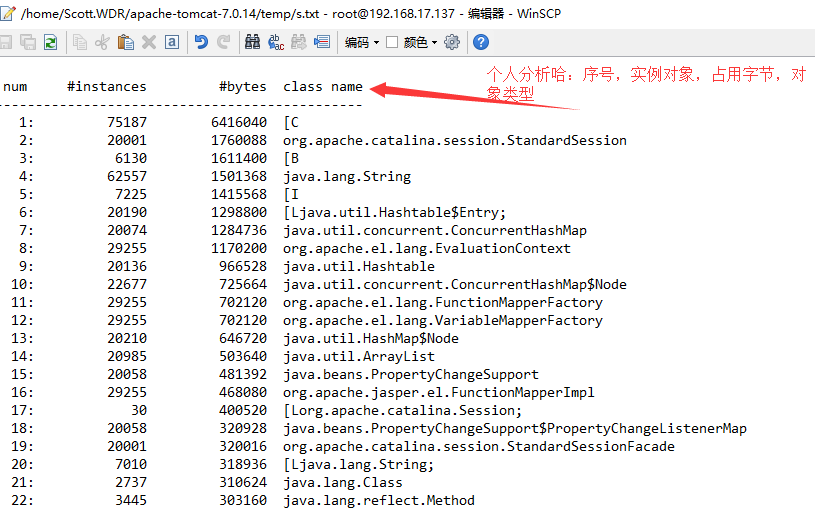 /home/Scott.WDR/apache-tomcat-7.0.14/temp/s.txt - root@192.168.17.137 - 编辑器 - WinSCP
编码 颜色
num #instances #bytes class name
个人分析哈：序号，实例对象，占用字节，对
象类型
----------------------------------------------
1: 75187 6416040 [C
2: 20001 1760088 org.apache.catalina.session.StandardSession
3: 6130 1611400 [B
4: 62557 1501368 java.lang.String
5: 7225 1415568 [I
6: 20190 1298800 [Ljava.util.Hashtable$Entry;
7: 20074 1284736 java.util.concurrent.ConcurrentHashMap
8: 29255 1170200 org.apache.el.lang.EvaluationContext
9: 20136 966528 java.util.Hashtable
10: 22677 725664 java.util.concurrent.ConcurrentHashMap$Node
11: 29255 702120 org.apache.el.lang.FunctionMapperFactory
12: 29255 702120 org.apache.el.lang.VariableMapperFactory
13: 20210 646720 java.util.HashMap$Node
14: 20985 503640 java.util.ArrayList
15: 20058 481392 java.beans.PropertyChangeSupport
16: 29255 468080 org.apache.jasper.el.FunctionMapperImpl
17: 30 400520 [Lorg.apache.catalina.Session;
18: 20058 320928 java.beans.PropertyChangeSupport$PropertyChangeListenerMap
19: 20001 320016 org.apache.catalina.session.StandardSessionFacade
20: 7010 318936 [Ljava.lang.String;
21: 2737 310624 java.lang.Class
22: 3445 303160 java.lang.reflect.Method